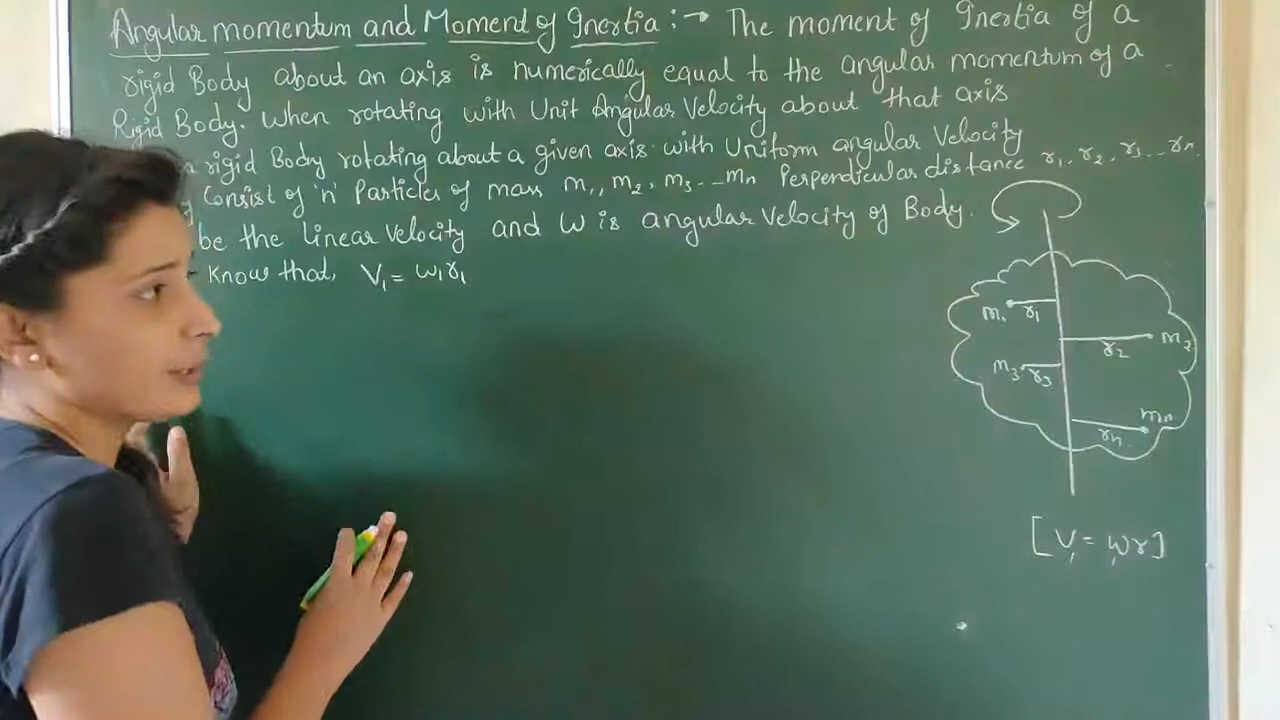 Angular momentum and Moment of Inertia :→ The moment of Inertia of a
rigid Body about an axis is numerically equal to the angular momentum of a
Rigid Body. When rotating with Unit Angular Velocity about that axis
a rigid Body rotating about a given axis with Uniform angular Velocity
Consist of 'n' Particles of mass m₁, m₂, m₃...mn Perpendicular distance r₁, r₂, r₃...rn.
be the linear velocity and ω is angular velocity of Body.
Know that, V₁ = ω₁r₁
m₁ r₁
r₂ m₂
m₃ r₃
mn
rn
[V = ωr]